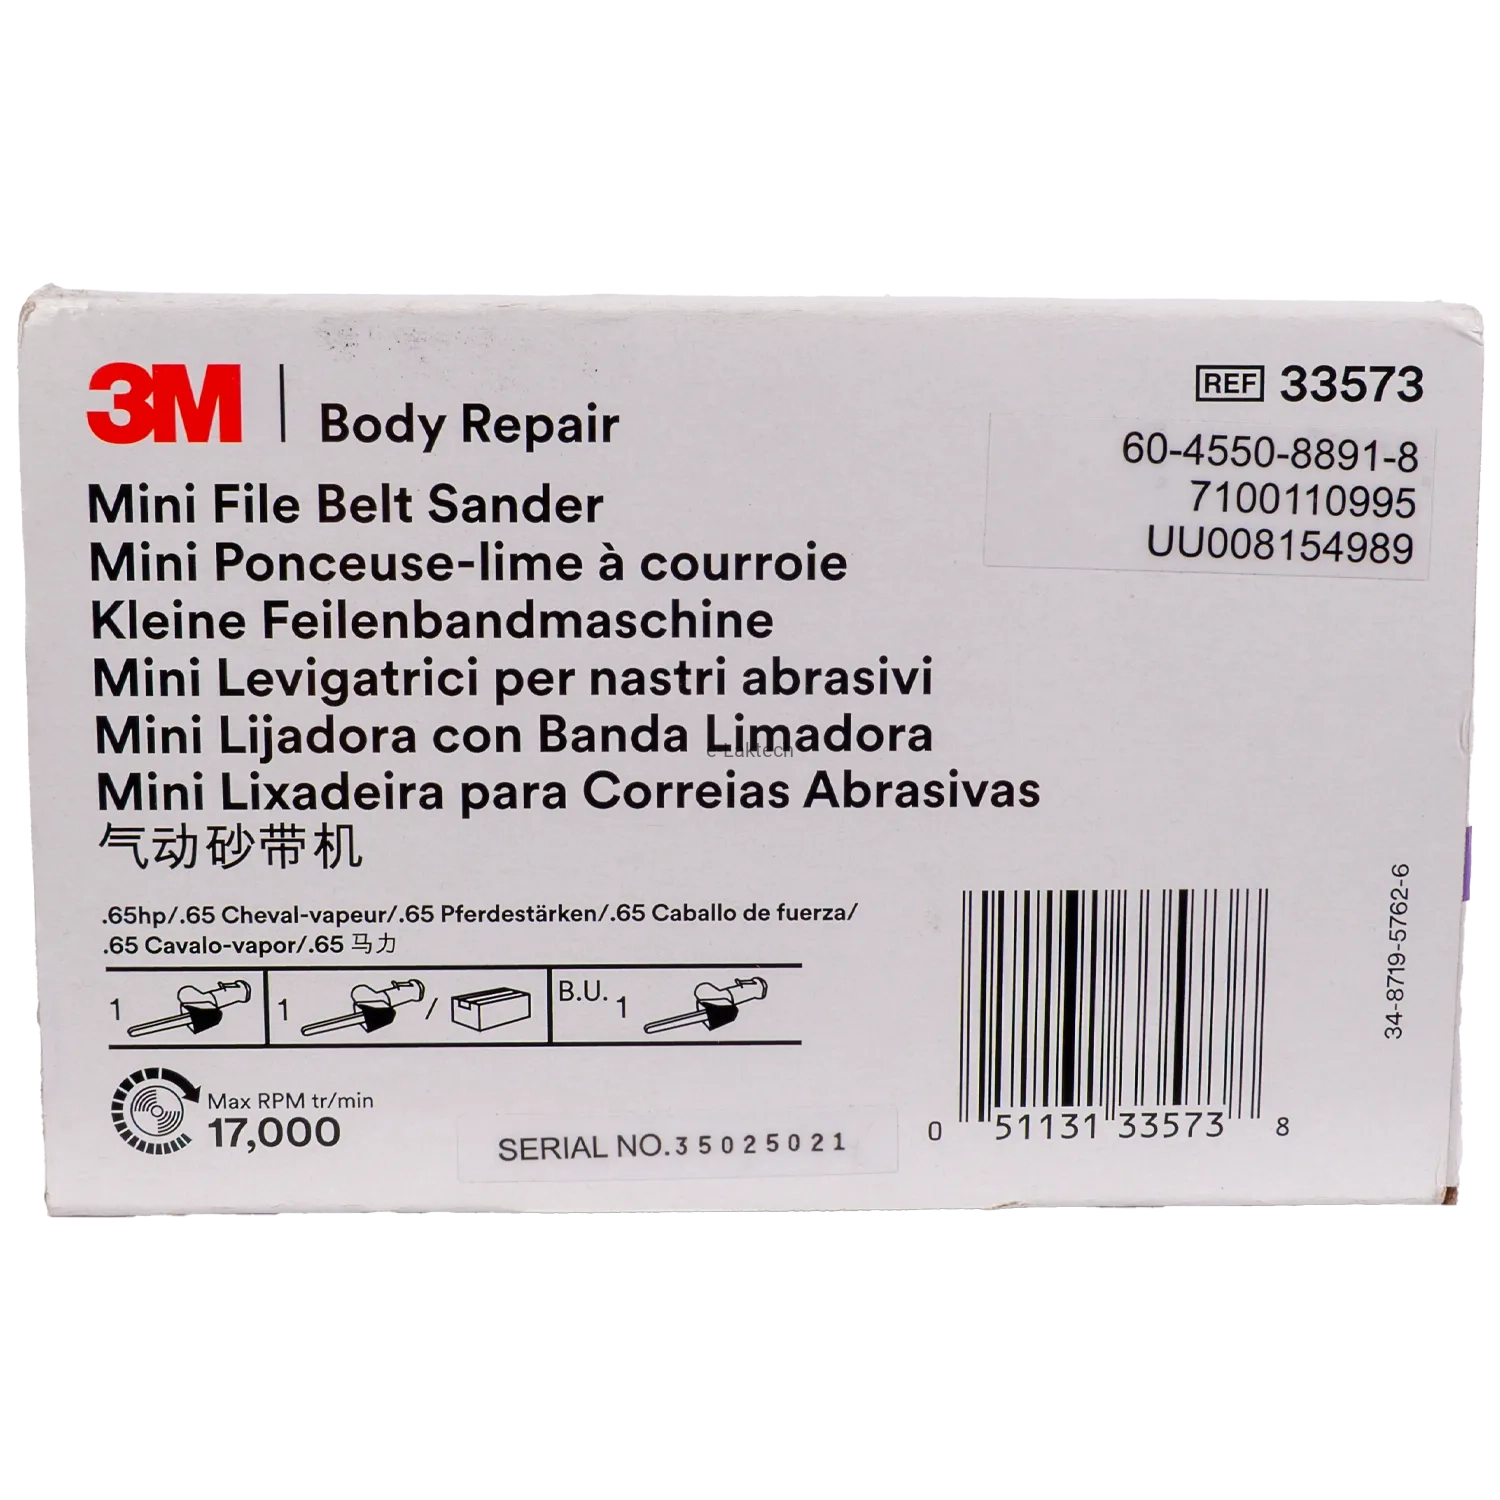 3M | Body Repair
REF 33573
60-4550-8891-8
7100110995
UU008154989
Mini File Belt Sander
Mini Ponceuse-lime à courroie
Kleine Feilenbandmaschine
Mini Levigatrici per nastri abrasivi
Mini Lijadora con Banda Limadora
e-Laktech
Mini Lixadeira para Correias Abrasivas
气动砂带机
.65hp/.65 Cheval-vapeur/.65 Pferdestärken/.65 Caballo de fuerza/
.65 Cavalo-vapor/.65 马力
1 1 / B.U. 1
Max RPM tr/min
17,000
SERIAL NO.35025021
0 51131 33573 8
34-8719-5762-6